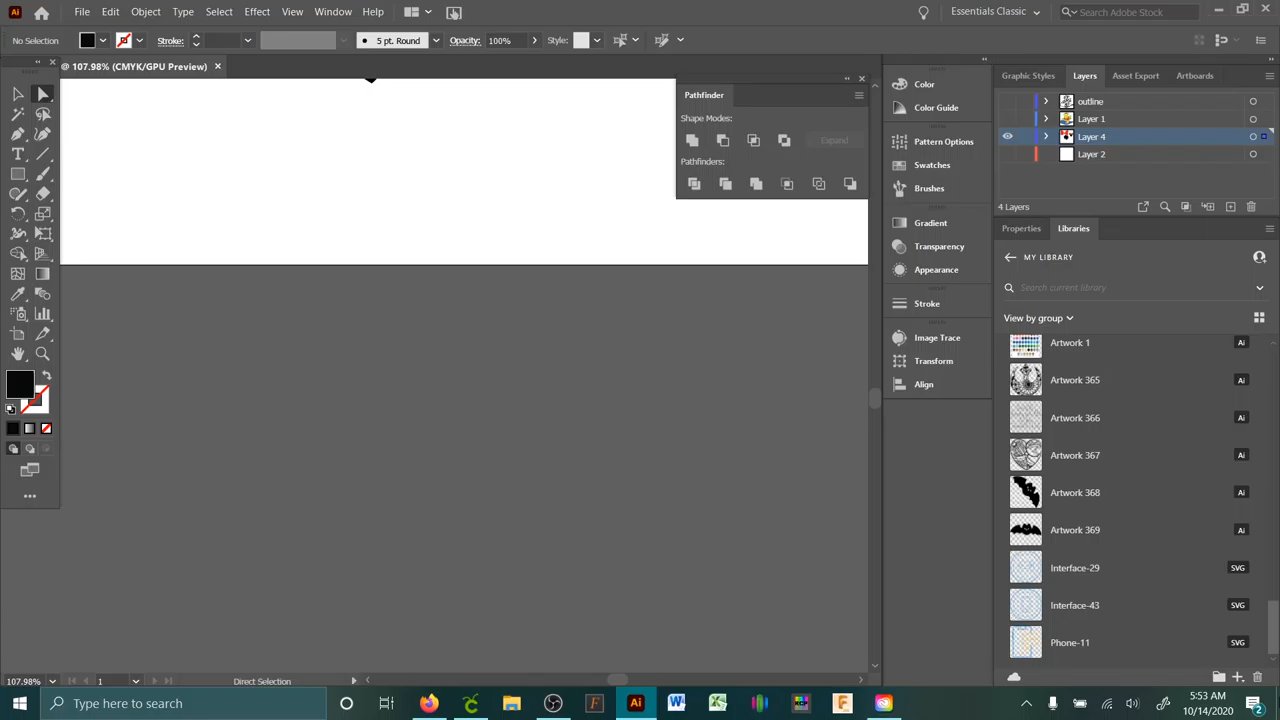 Ai File Edit Object Type Select Effect View Window Help Essentials Classic Search Adobe Stock
No Selection Stroke: 5 pt. Round Opacity: 100% Style:
@ 107.98% (CMYK/GPU Preview)
Pathfinder
Shape Modes:
Expand
Pathfinders:
Color
Color Guide
Pattern Options
Swatches
Brushes
Gradient
Transparency
Appearance
Stroke
Image Trace
Transform
Align
Graphic Styles Layers Asset Export Artboards
outline
Layer 1
Layer 4
Layer 2
4 Layers
Properties Libraries
MY LIBRARY
Search current library
View by group
Artwork 1 Ai
Artwork 365 Ai
Artwork 366 Ai
Artwork 367 Ai
Artwork 368 Ai
Artwork 369 Ai
Interface-29 SVG
Interface-43 SVG
Phone-11 SVG
107.98% 1 Direct Selection
Type here to search
Ai
5:53 AM
10/14/2020
2